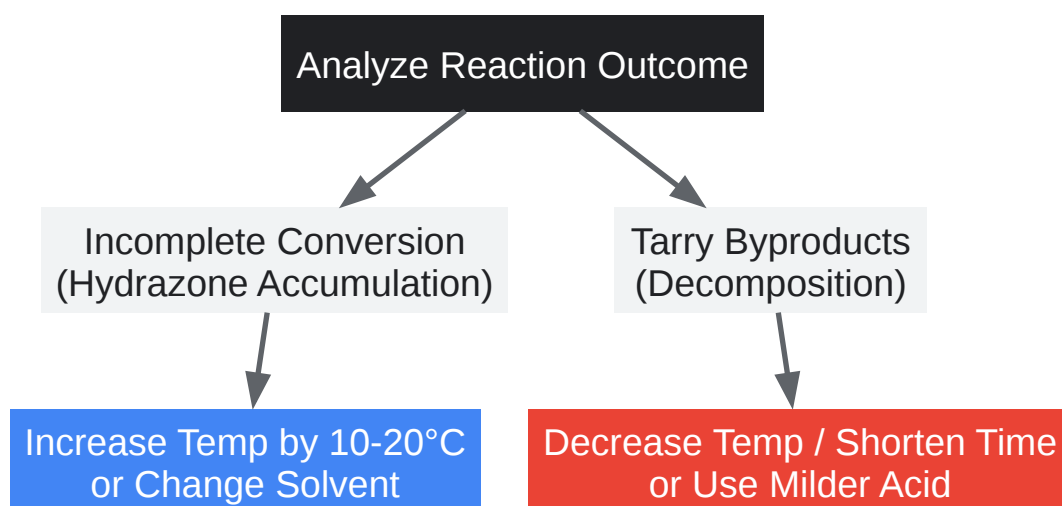 Analyze Reaction Outcome
Incomplete Conversion
(Hydrazone Accumulation)
Tarry Byproducts
(Decomposition)
Increase Temp by 10-20°C
or Change Solvent
Decrease Temp / Shorten Time
or Use Milder Acid